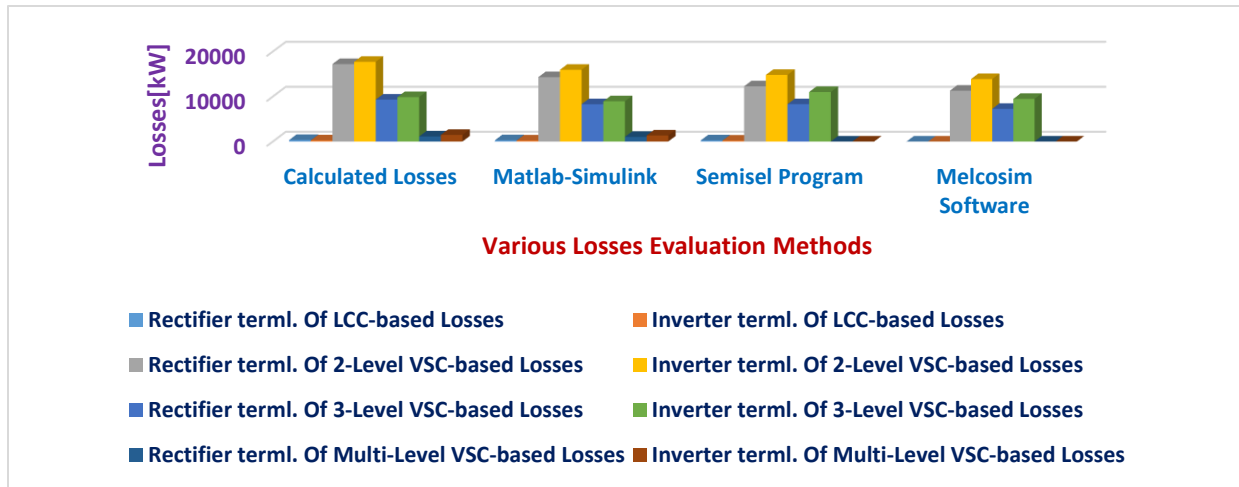 Losses[kW]
20000
10000
0
Calculated Losses
Matlab-Simulink
Semisel Program
Melcosim
Software
Various Losses Evaluation Methods
Rectifier terml. Of LCC-based Losses
Inverter terml. Of LCC-based Losses
Rectifier terml. Of 2-Level VSC-based Losses
Inverter terml. Of 2-Level VSC-based Losses
Rectifier terml. Of 3-Level VSC-based Losses
Inverter terml. Of 3-Level VSC-based Losses
Rectifier terml. Of Multi-Level VSC-based Losses
Inverter terml. Of Multi-Level VSC-based Losses